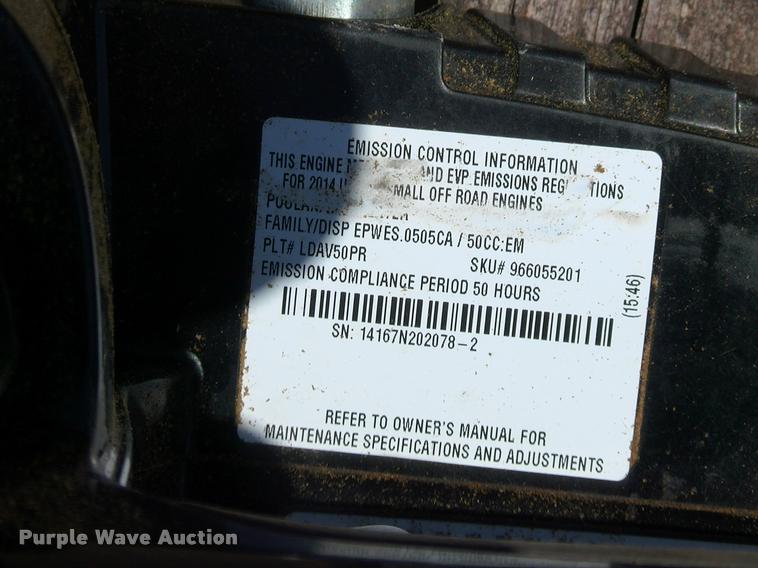 EMISSION CONTROL INFORMATION
THIS ENGINE AND EVP EMISSIONS
FOR 2014 SMALL OFF ROAD ENGINES
FAMILY/DISP EPWES.0505CA / 50CC:EM
PLT# LDAV50PR SKU# 966055201
EMISSION COMPLIANCE PERIOD 50 HOURS
(15:46)
SN: 14167N202078-2
REFER TO OWNER'S MANUAL FOR
MAINTENANCE SPECIFICATIONS AND ADJUSTMENTS
Purple Wave Auction